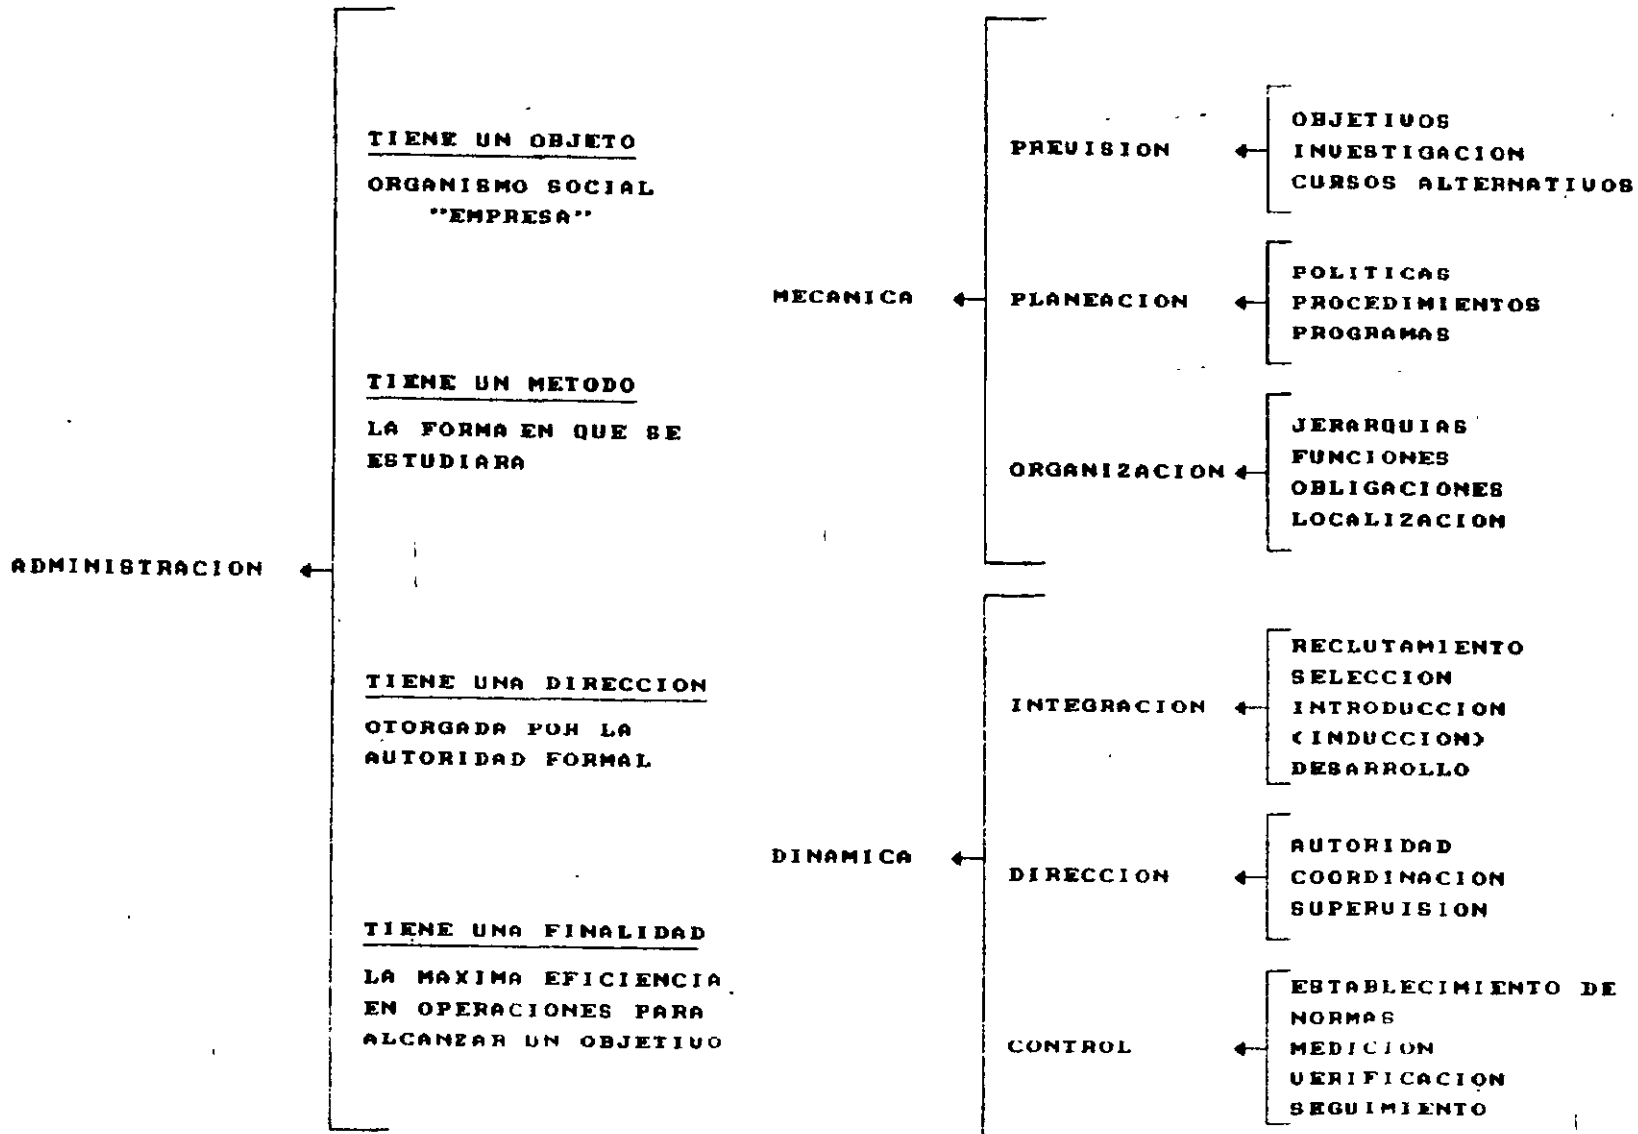 ADMINISTRACION
TIENE UN OBJETO
ORGANISMO SOCIAL
"EMPRESA"
TIENE UN METODO
LA FORMA EN QUE SE
ESTUDIARA
TIENE UNA DIRECCION
OTORGADA POR LA
AUTORIDAD FORMAL
TIENE UNA FINALIDAD
LA MAXIMA EFICIENCIA
EN OPERACIONES PARA
ALCANZAR UN OBJETIVO
MECANICA
PREVISION
OBJETIVOS
INVESTIGACION
CURSOS ALTERNATIVOS
PLANEACION
POLITICAS
PROCEDIMIENTOS
PROGRAMAS
ORGANIZACION
JERARQUIAS
FUNCIONES
OBLIGACIONES
LOCALIZACION
DINAMICA
INTEGRACION
RECLUTAMIENTO
SELECCION
INTRODUCCION
(INDUCCION)
DESARROLLO
DIRECCION
AUTORIDAD
COORDINACION
SUPERVISION
CONTROL
ESTABLECIMIENTO DE
NORMAS
MEDICION
VERIFICACION
SEGUIMIENTO